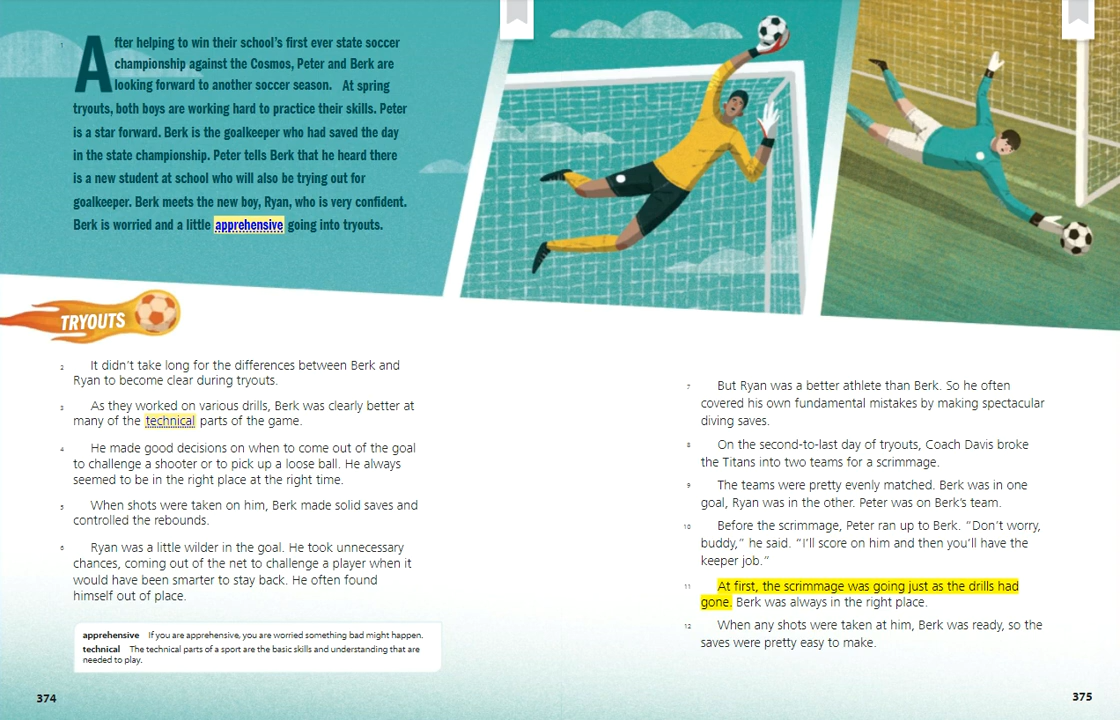 1
After helping to win their school's first ever state soccer
championship against the Cosmos, Peter and Berk are
looking forward to another soccer season. At spring
tryouts, both boys are working hard to practice their skills. Peter
is a star forward. Berk is the goalkeeper who had saved the day
in the state championship. Peter tells Berk that he heard there
is a new student at school who will also be trying out for
goalkeeper. Berk meets the new boy, Ryan, who is very confident.
Berk is worried and a little apprehensive going into tryouts.
TRYOUTS
2 It didn't take long for the differences between Berk and
Ryan to become clear during tryouts.
3 As they worked on various drills, Berk was clearly better at
many of the technical parts of the game.
4 He made good decisions on when to come out of the goal
to challenge a shooter or to pick up a loose ball. He always
seemed to be in the right place at the right time.
5 When shots were taken on him, Berk made solid saves and
controlled the rebounds.
6 Ryan was a little wilder in the goal. He took unnecessary
chances, coming out of the net to challenge a player when it
would have been smarter to stay back. He often found
himself out of place.
apprehensive If you are apprehensive, you are worried something bad might happen.
technical The technical parts of a sport are the basic skills and understanding that are
needed to play.
374
7 But Ryan was a better athlete than Berk. So he often
covered his own fundamental mistakes by making spectacular
diving saves.
8 On the second-to-last day of tryouts, Coach Davis broke
the Titans into two teams for a scrimmage.
9 The teams were pretty evenly matched. Berk was in one
goal, Ryan was in the other. Peter was on Berk's team.
10 Before the scrimmage, Peter ran up to Berk. "Don't worry,
buddy," he said. "I'll score on him and then you'll have the
keeper job."
11 At first, the scrimmage was going just as the drills had
gone. Berk was always in the right place.
12 When any shots were taken at him, Berk was ready, so the
saves were pretty easy to make.
375